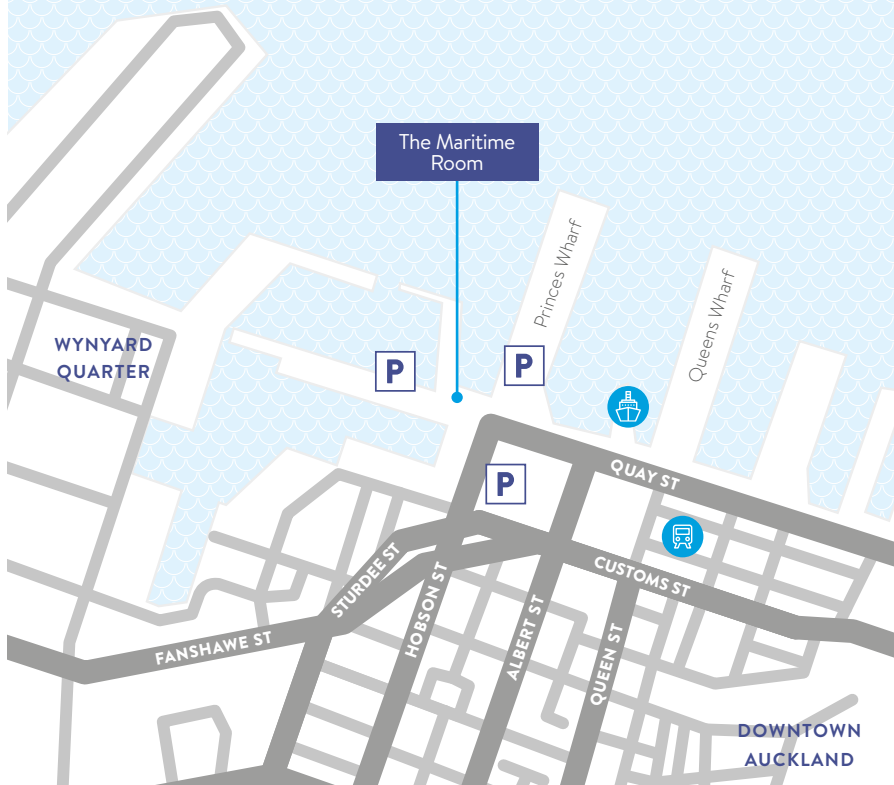 The Maritime
Room
Princes Wharf
Queens Wharf
WYNYARD
QUARTER
P
P
P
QUAY ST
CUSTOMS ST
STURDEE ST
HOBSON ST
ALBERT ST
QUEEN ST
FANSHAWE ST
DOWNTOWN
AUCKLAND